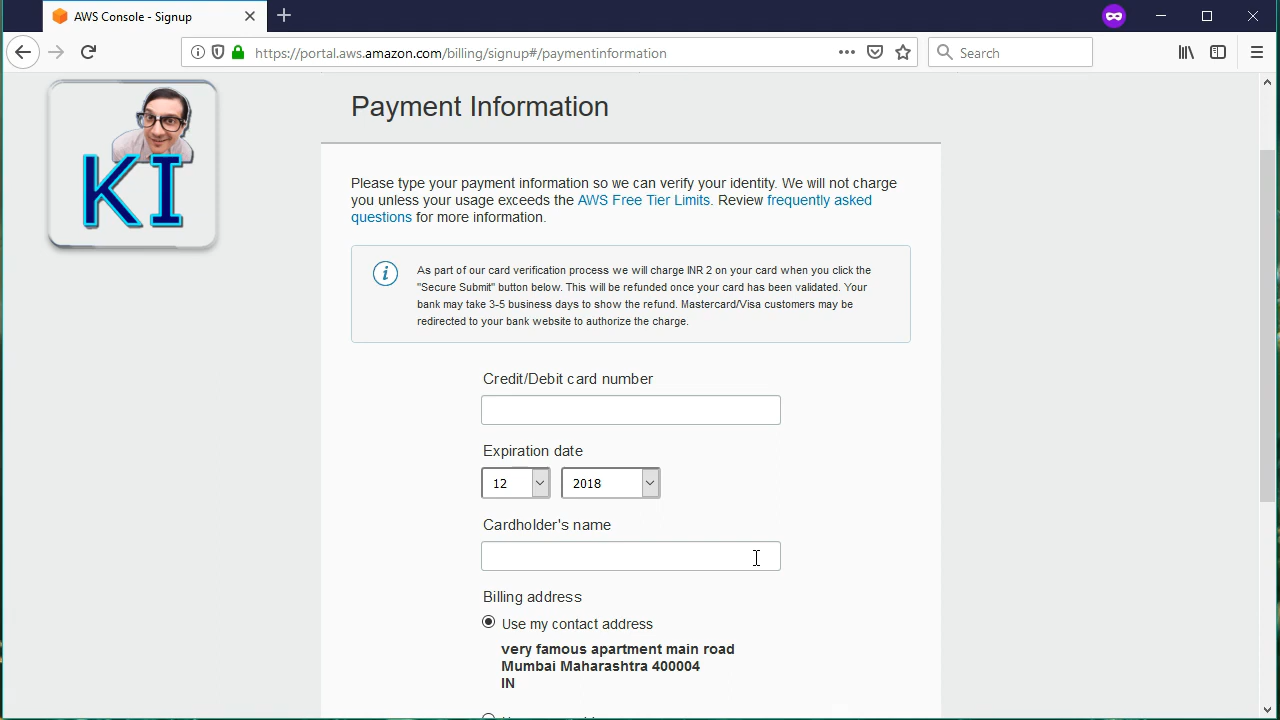 AWS Console - Signup
https://portal.aws.amazon.com/billing/signup#/paymentinformation
Search
KI
Payment Information
Please type your payment information so we can verify your identity. We will not charge
you unless your usage exceeds the AWS Free Tier Limits. Review frequently asked
questions for more information.
As part of our card verification process we will charge INR 2 on your card when you click the
"Secure Submit" button below. This will be refunded once your card has been validated. Your
bank may take 3-5 business days to show the refund. Mastercard/Visa customers may be
redirected to your bank website to authorize the charge.
Credit/Debit card number
Expiration date
12 2018
Cardholder's name
Billing address
Use my contact address
very famous apartment main road
Mumbai Maharashtra 400004
IN